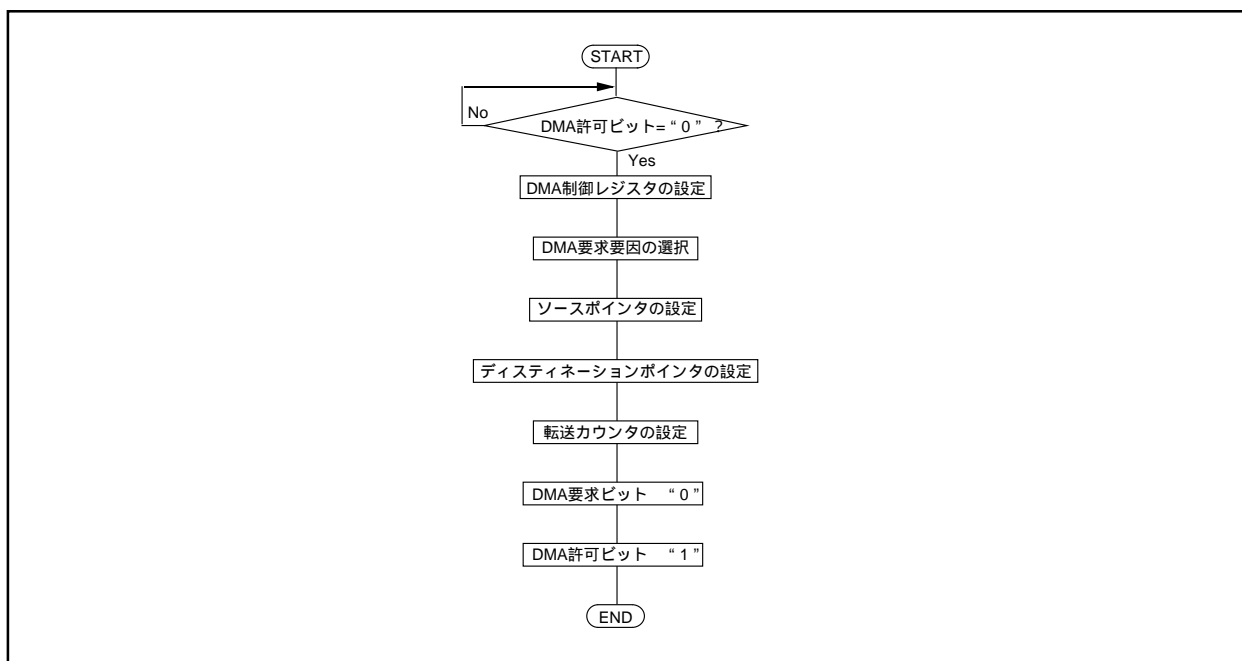 START
No
DMA許可ビット=“0”?
Yes
DMA制御レジスタの設定
DMA要求要因の選択
ソースポインタの設定
ディスティネーションポインタの設定
転送カウンタの設定
DMA要求ビット “0”
DMA許可ビット “1”
END